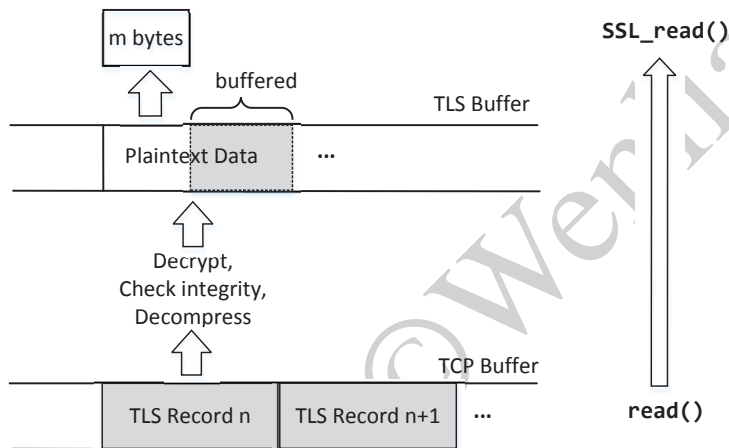 m bytes
SSL_read()
buffered
TLS Buffer
Plaintext Data
...
Decrypt,
Check integrity,
Decompress
TCP Buffer
TLS Record n
TLS Record n+1
...
read()